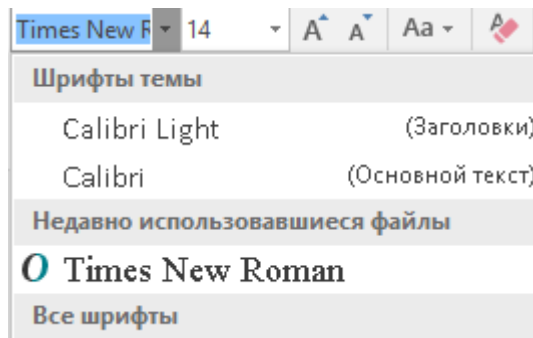 Times New R 14 A A Aa A
Шрифты темы
Calibri Light (Заголовки)
Calibri (Основной текст)
Недавно использовавшиеся файлы
O Times New Roman
Все шрифты